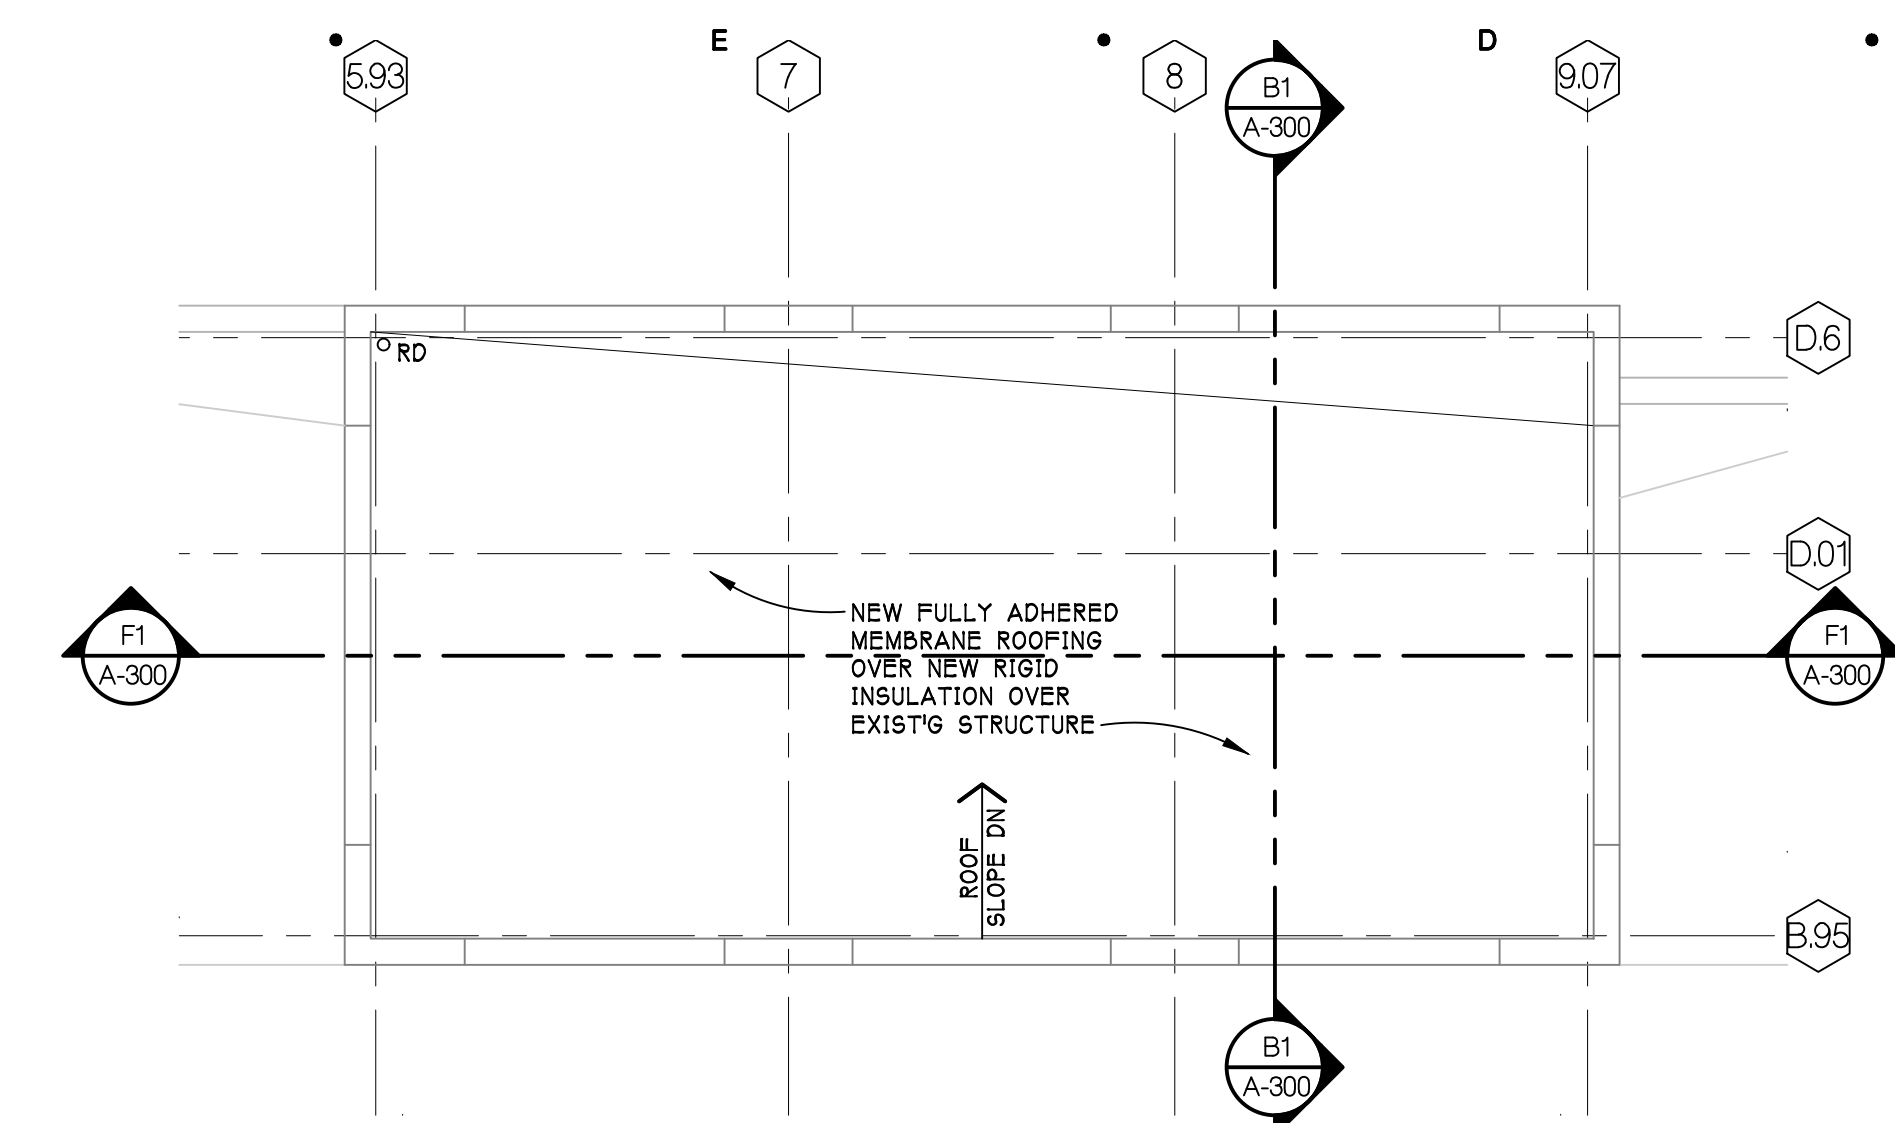 E
D
5.93
7
8
9.07
B1
A-300
D.6
RD
D.01
NEW FULLY ADHERED
MEMBRANE ROOFING
OVER NEW RIGID
INSULATION OVER
EXIST'G STRUCTURE
F1
A-300
F1
A-300
ROOF
SLOPE DN
B.95
B1
A-300